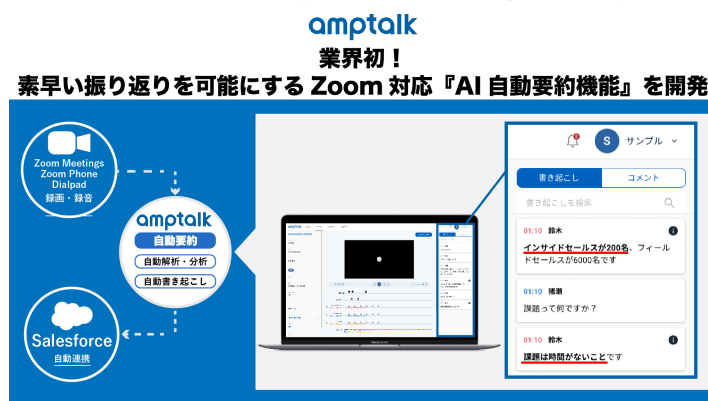 amptalk
業界初！
素早い振り返りを可能にする Zoom 対応『AI 自動要約機能』を開発
Zoom Meetings
Zoom Phone
Dialpad
録画・録音
amptalk
自動要約
自動解析・分析
自動書き起こし
Salesforce
自動連携
S サンプル
書き起こし コメント
書き起こしを検索
01:10 鈴木
インサイドセールスが200名、フィール
ドセールスが6000名です
01:10 猪瀬
課題って何ですか？
01:10 鈴木
課題は時間がないことです